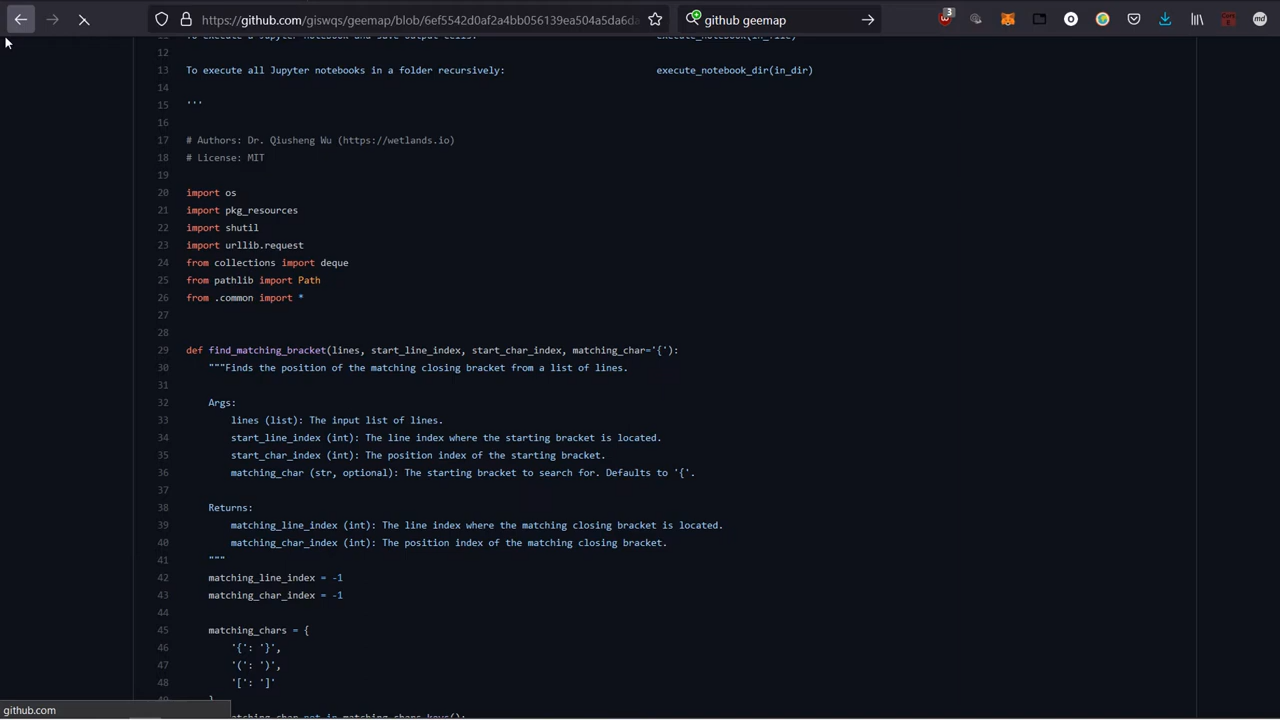 https://github.com/giswqs/geemap/blob/6ef5542d0af2a4bb056139ea504a5da6d
github geemap
3
md
12
13 To execute all Jupyter notebooks in a folder recursively: execute_notebook_dir(in_dir)
14
15 '''
16
17 # Authors: Dr. Qiusheng Wu (https://wetlands.io)
18 # License: MIT
19
20 import os
21 import pkg_resources
22 import shutil
23 import urllib.request
24 from collections import deque
25 from pathlib import Path
26 from .common import *
27
28
29 def find_matching_bracket(lines, start_line_index, start_char_index, matching_char='{'):
30 """Finds the position of the matching closing bracket from a list of lines.
31
32 Args:
33 lines (list): The input list of lines.
34 start_line_index (int): The line index where the starting bracket is located.
35 start_char_index (int): The position index of the starting bracket.
36 matching_char (str, optional): The starting bracket to search for. Defaults to '{'.
37
38 Returns:
39 matching_line_index (int): The line index where the matching closing bracket is located.
40 matching_char_index (int): The position index of the matching closing bracket.
41 """
42 matching_line_index = -1
43 matching_char_index = -1
44
45 matching_chars = {
46 '{': '}',
47 '(': ')',
48 '[': ']'
github.com